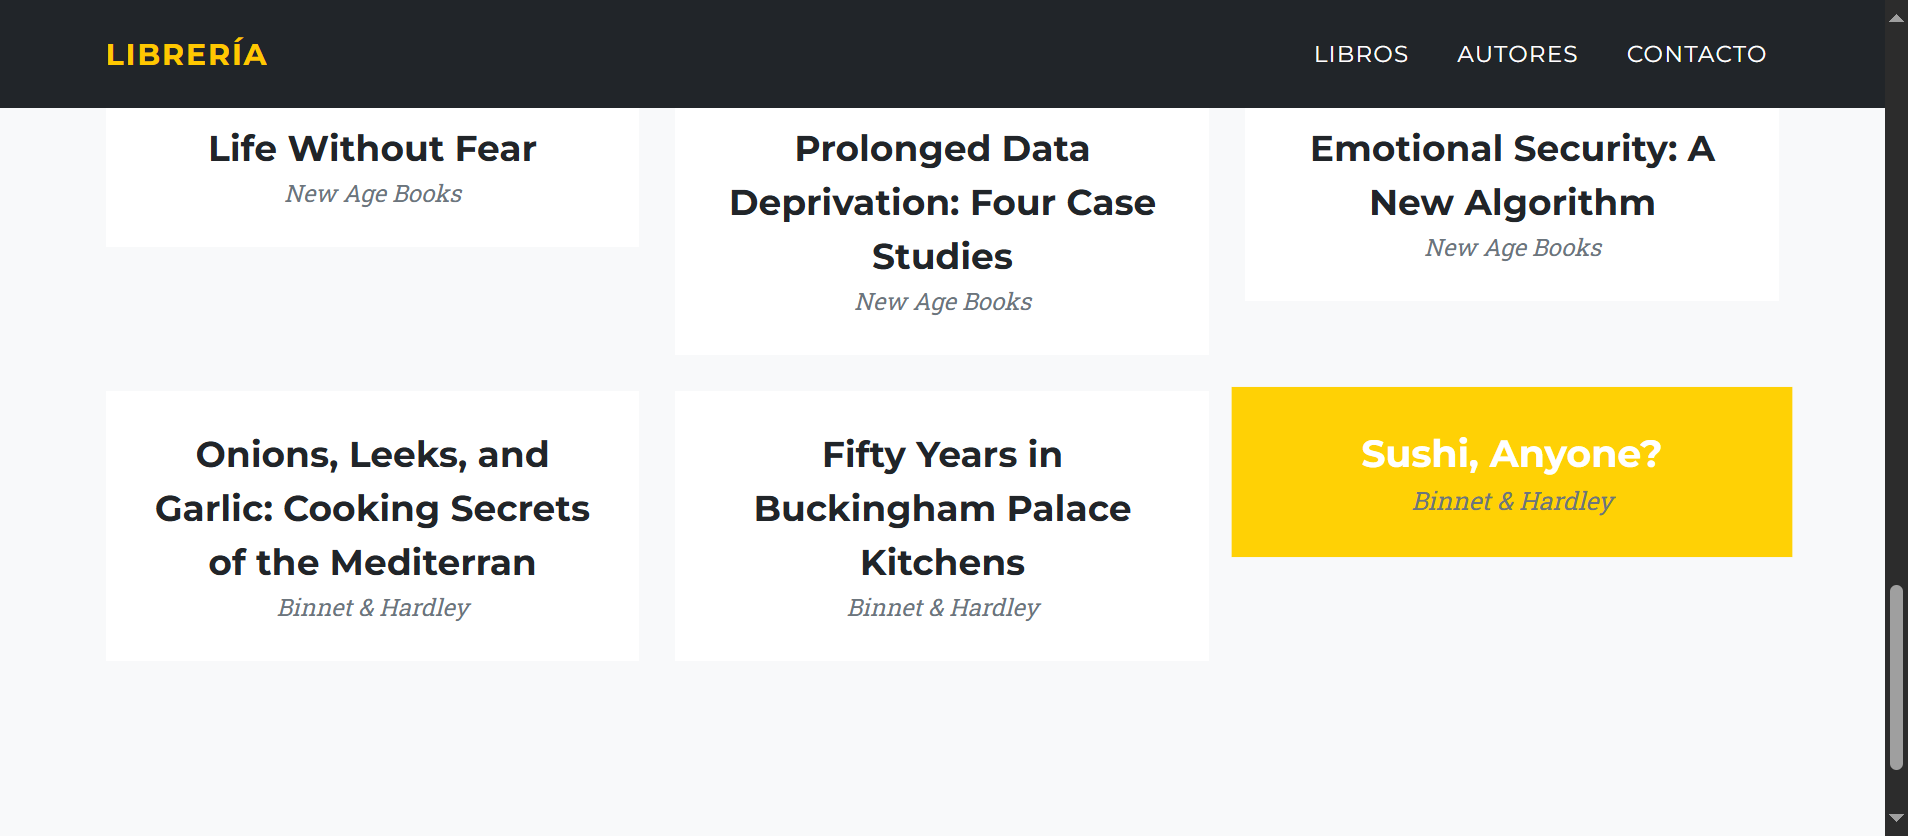 LIBRERÍA
LIBROS AUTORES CONTACTO
Life Without Fear
New Age Books
Prolonged Data
Deprivation: Four Case
Studies
New Age Books
Emotional Security: A
New Algorithm
New Age Books
Onions, Leeks, and
Garlic: Cooking Secrets
of the Mediterran
Binnet & Hardley
Fifty Years in
Buckingham Palace
Kitchens
Binnet & Hardley
Sushi, Anyone?
Binnet & Hardley